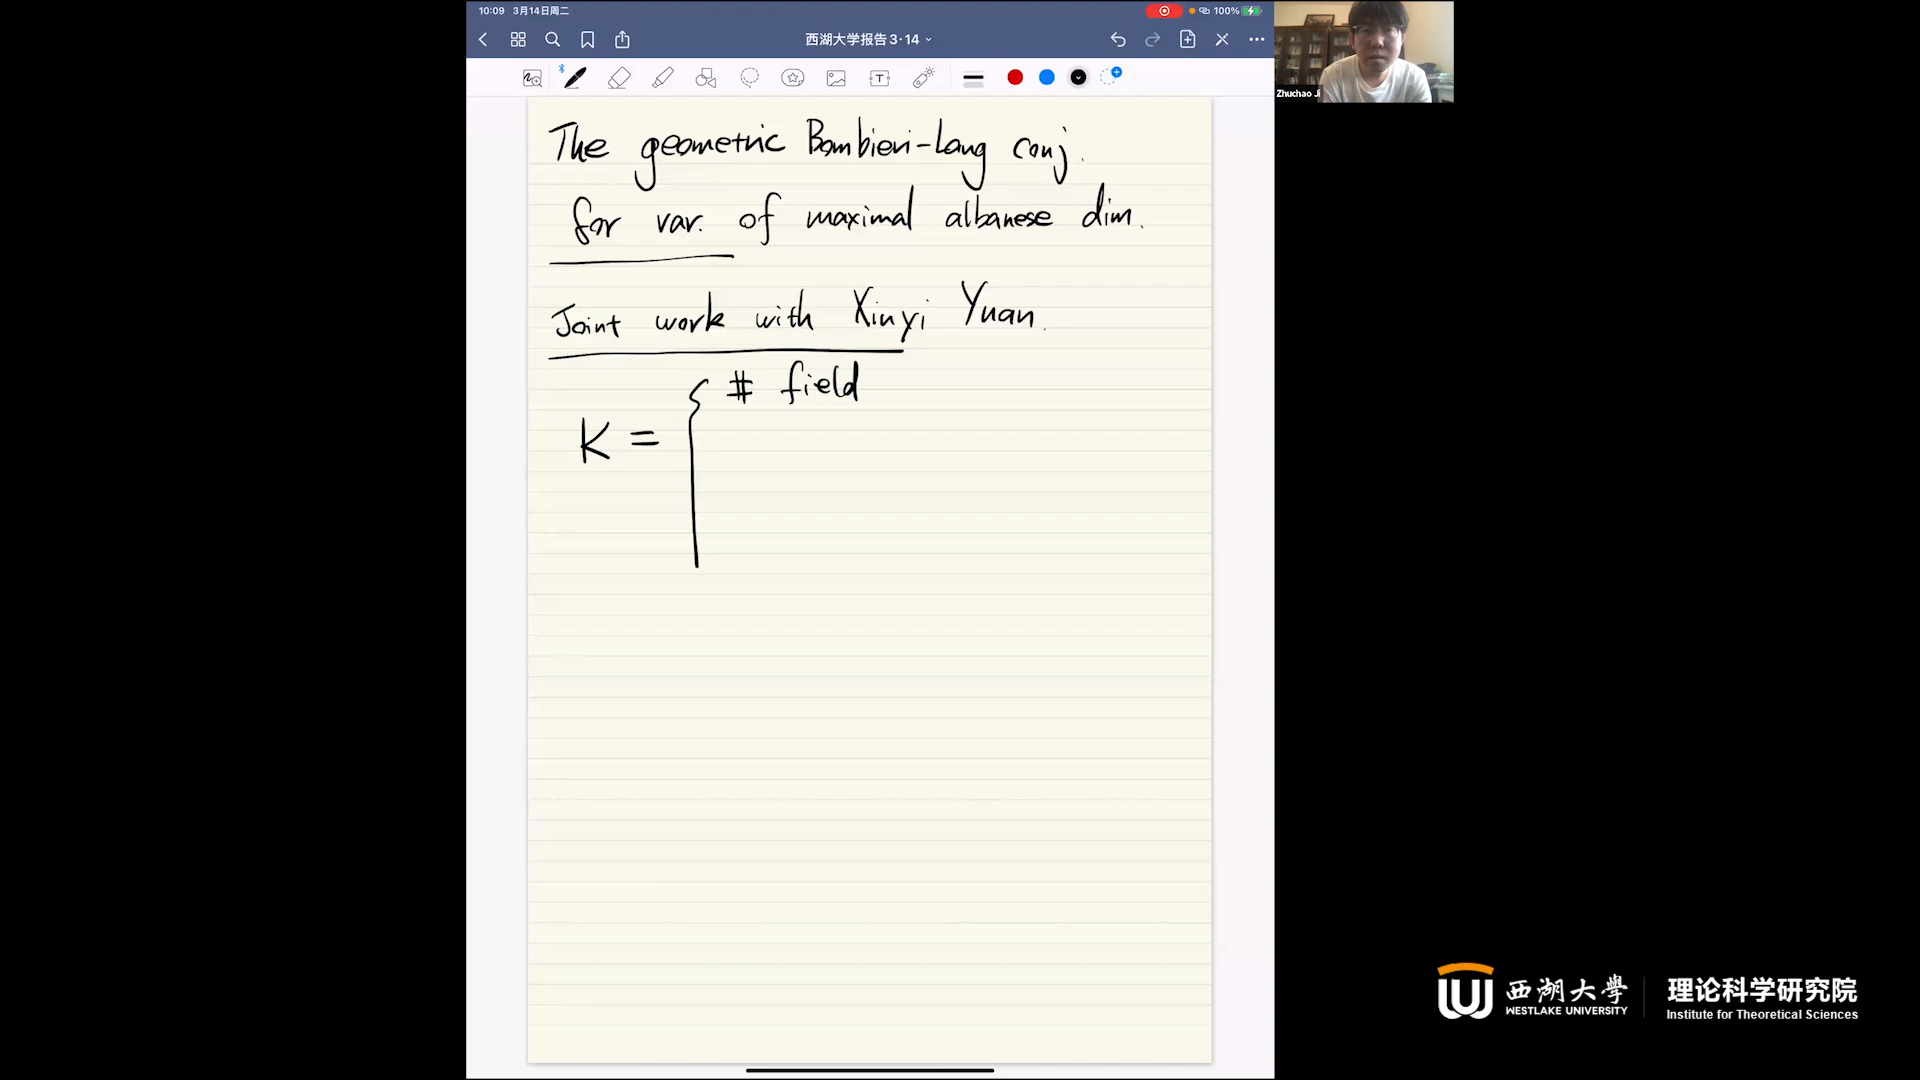 10:09 3月14日周二
100%
西湖大学报告 3·14
The geometric Bombieri-Lang conj.
for var. of maximal albanese dim.
Joint work with Xinyi Yuan.
K = { # field
Zhuchao Ji
西湖大學
WESTLAKE UNIVERSITY
理论科学研究院
Institute for Theoretical Sciences